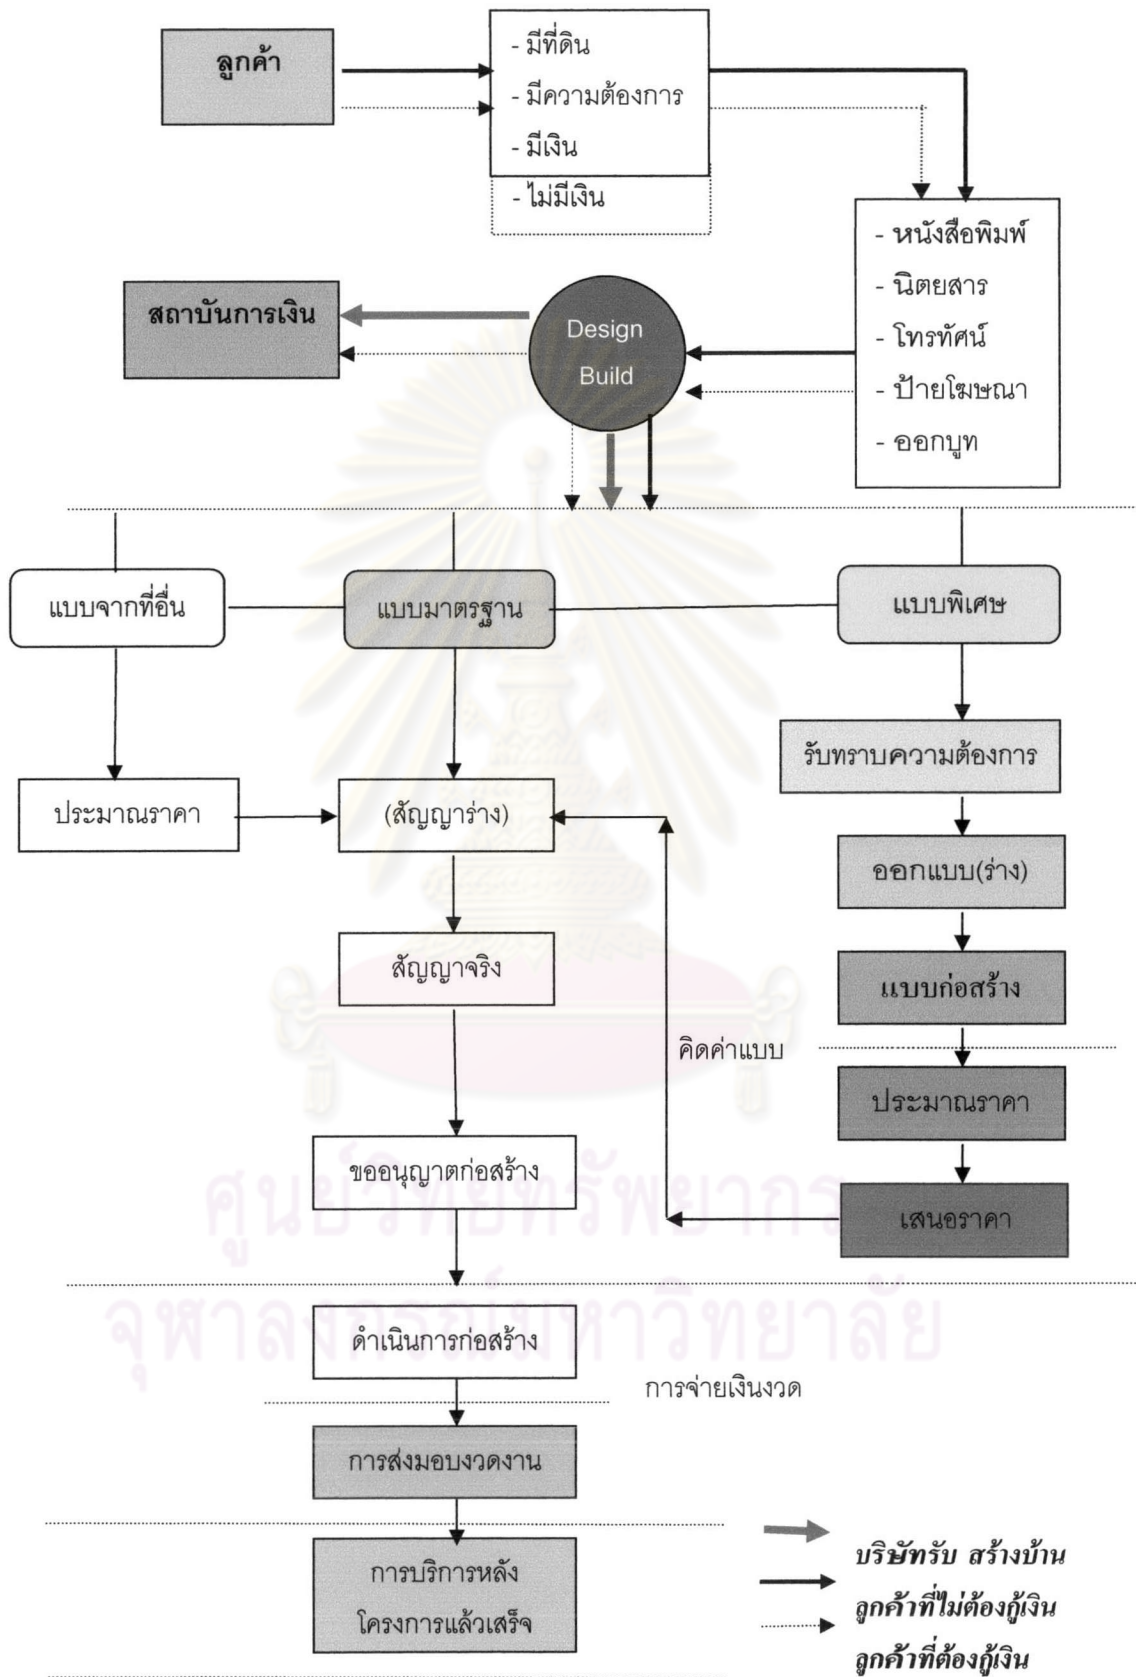 ลูกค้า
- มีที่ดิน
- มีความต้องการ
- มีเงิน
- ไม่มีเงิน
- หนังสือพิมพ์
- นิตยสาร
- โทรทัศน์
- ป้ายโฆษณา
- ออกบูท
สถาบันการเงิน
Design
Build
แบบจากที่อื่น
แบบมาตรฐาน
แบบพิเศษ
รับทราบความต้องการ
ประมาณราคา
(สัญญาร่าง)
ออกแบบ(ร่าง)
สัญญาจริง
แบบก่อสร้าง
คิดค่าแบบ
ประมาณราคา
ขออนุญาตก่อสร้าง
เสนอราคา
ศูนย์วิทยทรัพยากร
จุฬาลงกรณ์มหาวิทยาลัย
ดำเนินการก่อสร้าง
การจ่ายเงินงวด
การส่งมอบงวดงาน
การบริการหลัง
โครงการแล้วเสร็จ
บริษัทรับ สร้างบ้าน
ลูกค้าที่ไม่ต้องกู้เงิน
ลูกค้าที่ต้องกู้เงิน